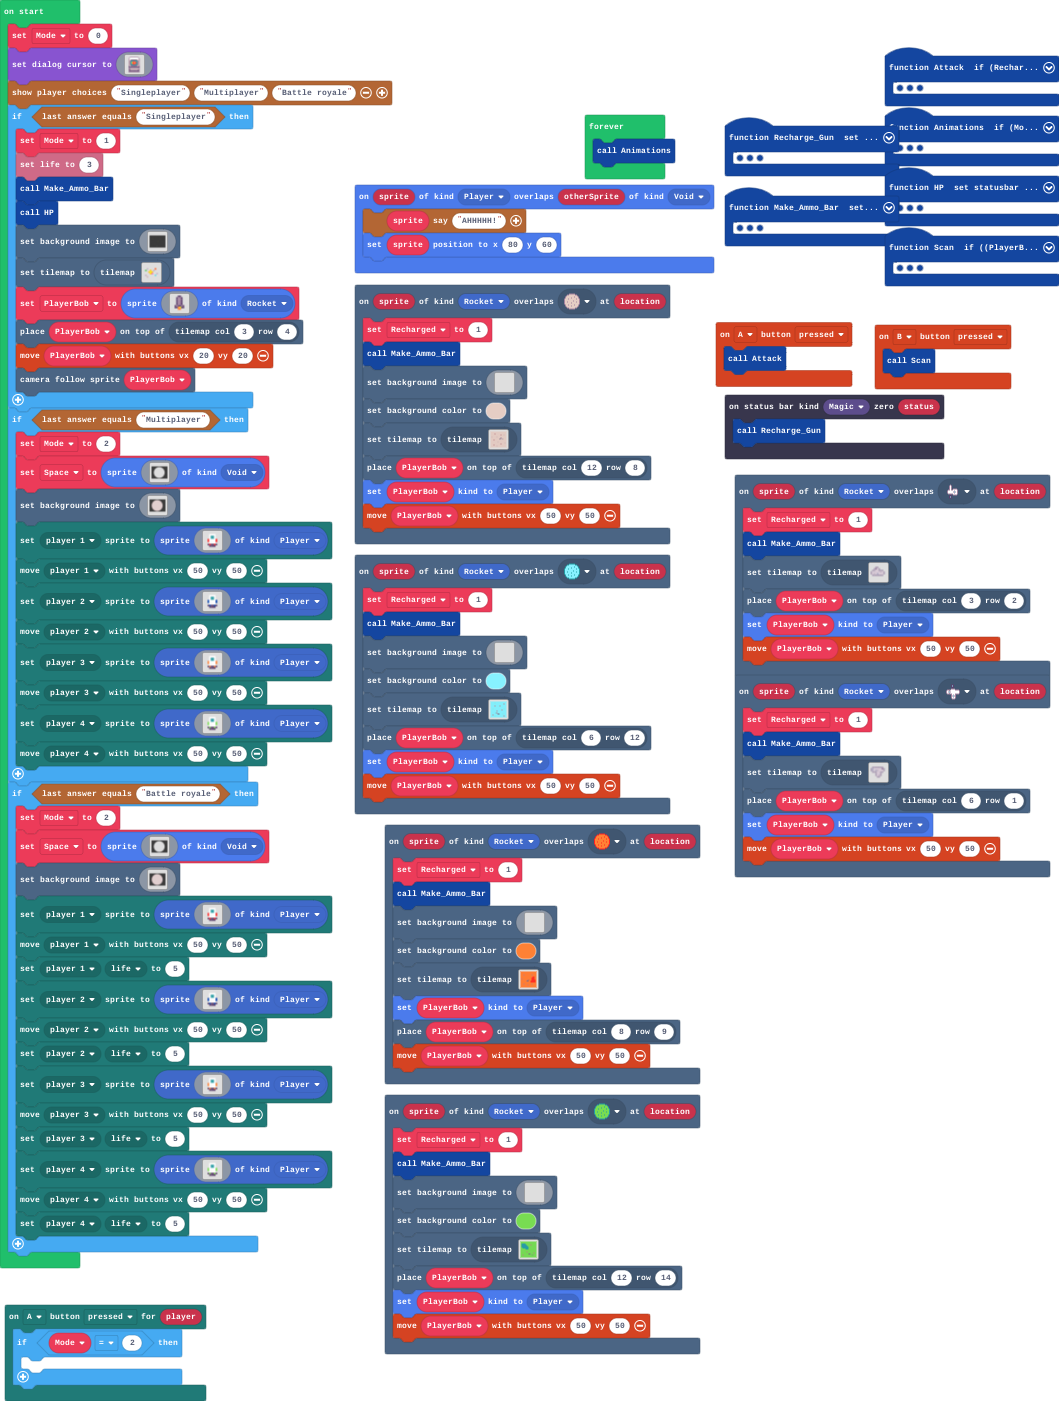 on start
set Mode to 0
set dialog cursor to
show player choices "Singleplayer" "Multiplayer" "Battle royale"
if last answer equals "Singleplayer" then
set Mode to 1
set life to 3
call Make_Ammo_Bar
call HP
set background image to
set tilemap to tilemap
set PlayerBob to sprite of kind Rocket
place PlayerBob on top of tilemap col 3 row 4
move PlayerBob with buttons vx 20 vy 20
camera follow sprite PlayerBob
if last answer equals "Multiplayer" then
set Mode to 2
set Space to sprite of kind Void
set background image to
set player 1 sprite to sprite of kind Player
move player 1 with buttons vx 50 vy 50
set player 2 sprite to sprite of kind Player
move player 2 with buttons vx 50 vy 50
set player 3 sprite to sprite of kind Player
move player 3 with buttons vx 50 vy 50
set player 4 sprite to sprite of kind Player
move player 4 with buttons vx 50 vy 50
if last answer equals "Battle royale" then
set Mode to 2
set Space to sprite of kind Void
set background image to
set player 1 sprite to sprite of kind Player
move player 1 with buttons vx 50 vy 50
set player 1 life to 5
set player 2 sprite to sprite of kind Player
move player 2 with buttons vx 50 vy 50
set player 2 life to 5
set player 3 sprite to sprite of kind Player
move player 3 with buttons vx 50 vy 50
set player 3 life to 5
set player 4 sprite to sprite of kind Player
move player 4 with buttons vx 50 vy 50
set player 4 life to 5
on A button pressed for player
if Mode = 2 then
forever
call Animations
on sprite of kind Player overlaps otherSprite of kind Void
sprite say "AHHHHH!"
set sprite position to x 80 y 60
on sprite of kind Rocket overlaps at location
set Recharged to 1
call Make_Ammo_Bar
set background image to
set background color to
set tilemap to tilemap
place PlayerBob on top of tilemap col 12 row 8
set PlayerBob kind to Player
move PlayerBob with buttons vx 50 vy 50
on sprite of kind Rocket overlaps at location
set Recharged to 1
call Make_Ammo_Bar
set background image to
set background color to
set tilemap to tilemap
place PlayerBob on top of tilemap col 6 row 12
set PlayerBob kind to Player
move PlayerBob with buttons vx 50 vy 50
on sprite of kind Rocket overlaps at location
set Recharged to 1
call Make_Ammo_Bar
set background image to
set background color to
set tilemap to tilemap
set PlayerBob kind to Player
place PlayerBob on top of tilemap col 8 row 9
move PlayerBob with buttons vx 50 vy 50
on sprite of kind Rocket overlaps at location
set Recharged to 1
call Make_Ammo_Bar
set background image to
set background color to
set tilemap to tilemap
place PlayerBob on top of tilemap col 12 row 14
set PlayerBob kind to Player
move PlayerBob with buttons vx 50 vy 50
function Recharge_Gun set ...
function Make_Ammo_Bar set...
function Attack if (Rechar...
function Animations if (Mo...
function HP set statusbar ...
function Scan if ((PlayerB...
on A button pressed
call Attack
on B button pressed
call Scan
on status bar kind Magic zero status
call Recharge_Gun
on sprite of kind Rocket overlaps at location
set Recharged to 1
call Make_Ammo_Bar
set tilemap to tilemap
place PlayerBob on top of tilemap col 3 row 2
set PlayerBob kind to Player
move PlayerBob with buttons vx 50 vy 50
on sprite of kind Rocket overlaps at location
set Recharged to 1
call Make_Ammo_Bar
set tilemap to tilemap
place PlayerBob on top of tilemap col 6 row 1
set PlayerBob kind to Player
move PlayerBob with buttons vx 50 vy 50